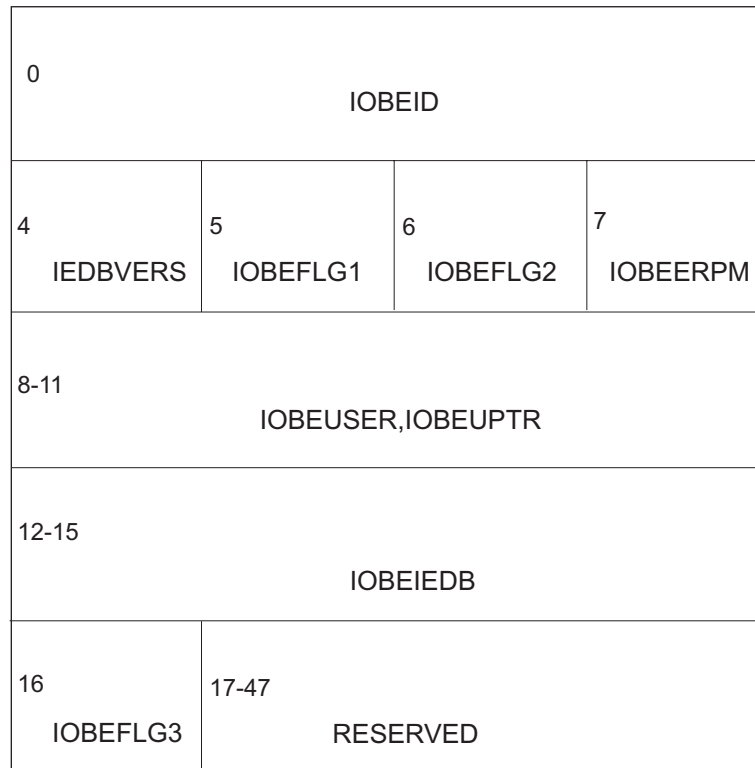 0
IOBEID
4
5
6
7
IEDBVERS
IOBEFLG1
IOBEFLG2
IOBEERPM
8-11
IOBEUSER,IOBEUPTR
12-15
IOBEIEDB
16
17-47
IOBEFLG3
RESERVED